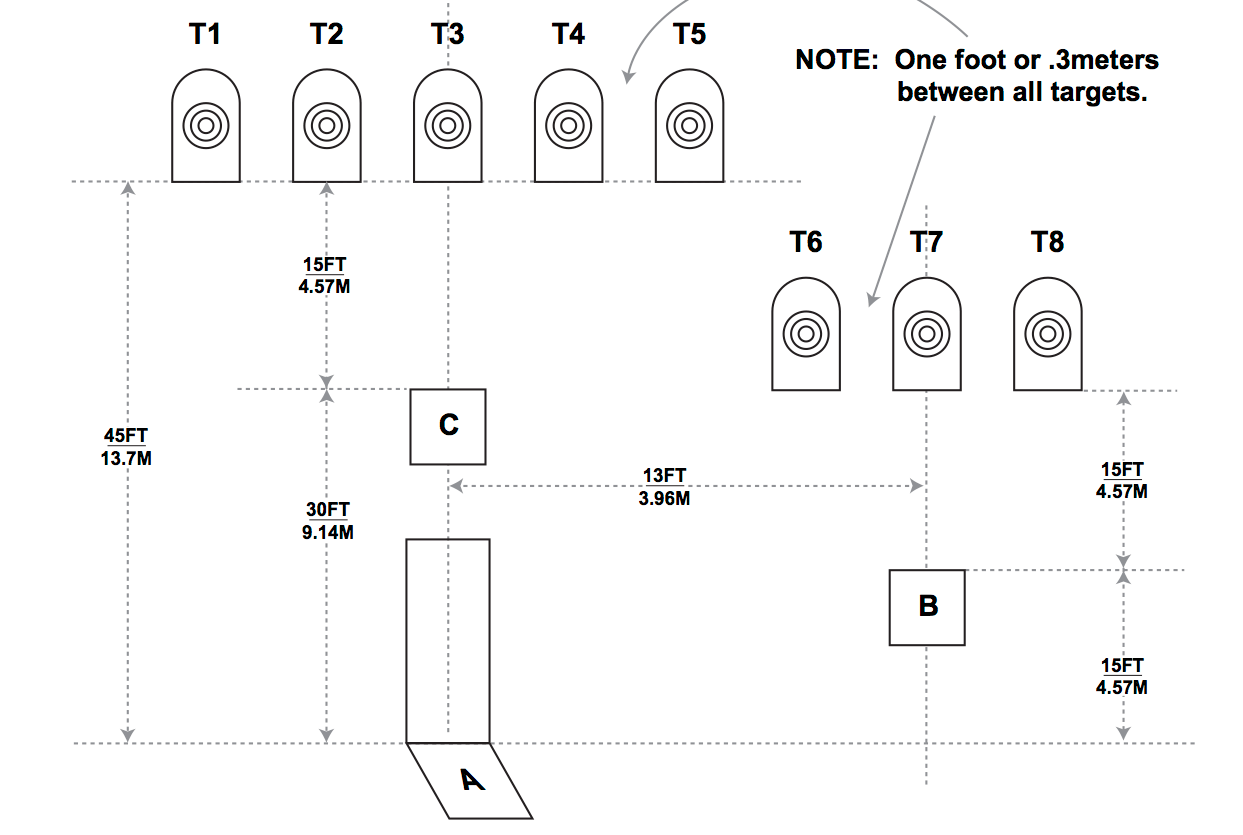 T1 T2 T3 T4 T5
NOTE: One foot or .3meters
between all targets.
T6 T7 T8
15FT
4.57M
C
45FT
13.7M
13FT
3.96M
15FT
4.57M
30FT
9.14M
B
15FT
4.57M
A